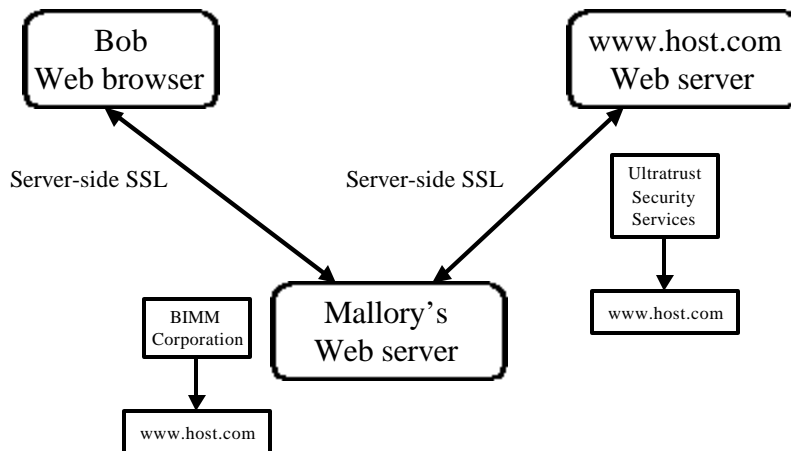 Bob
Web browser
www.host.com
Web server
Server-side SSL
Server-side SSL
Ultratrust
Security
Services
www.host.com
Mallory’s
Web server
BIMM
Corporation
www.host.com